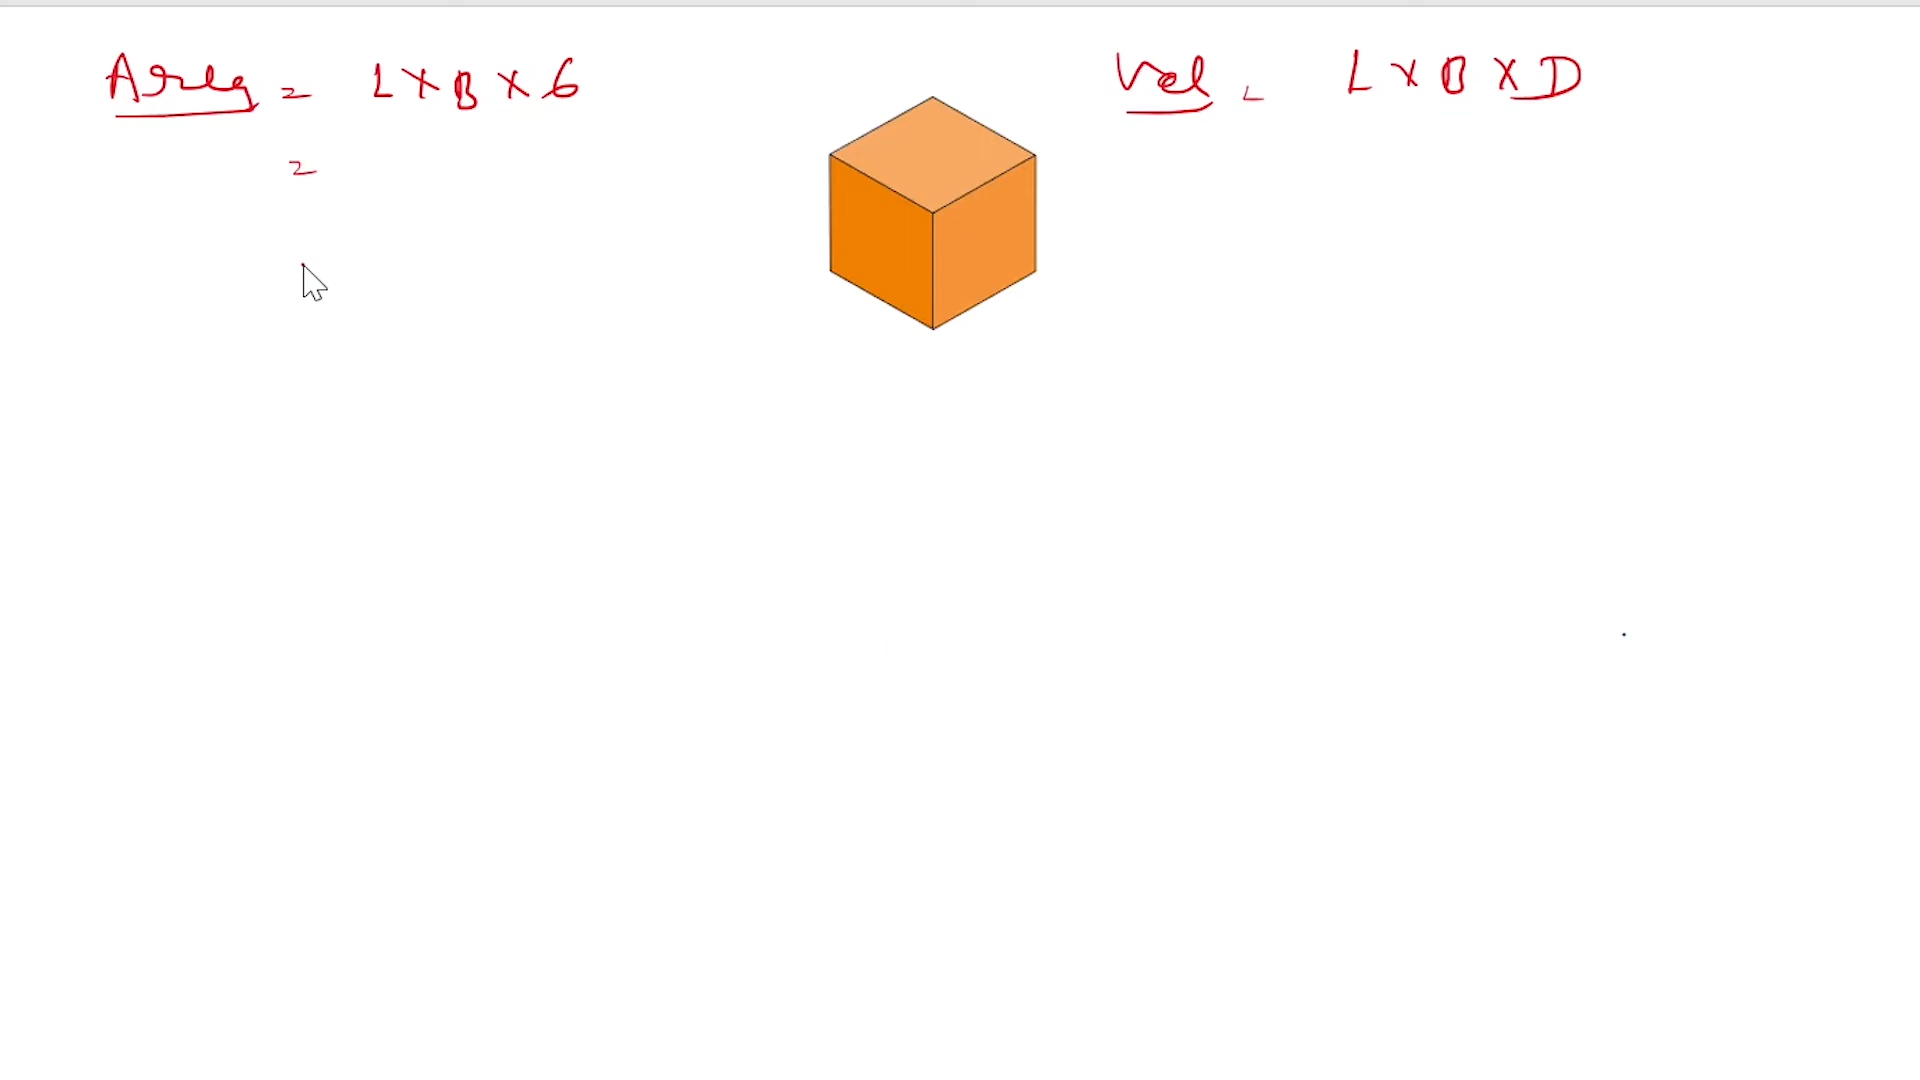 Area = L × B × 6
Vol = L × B × D
=